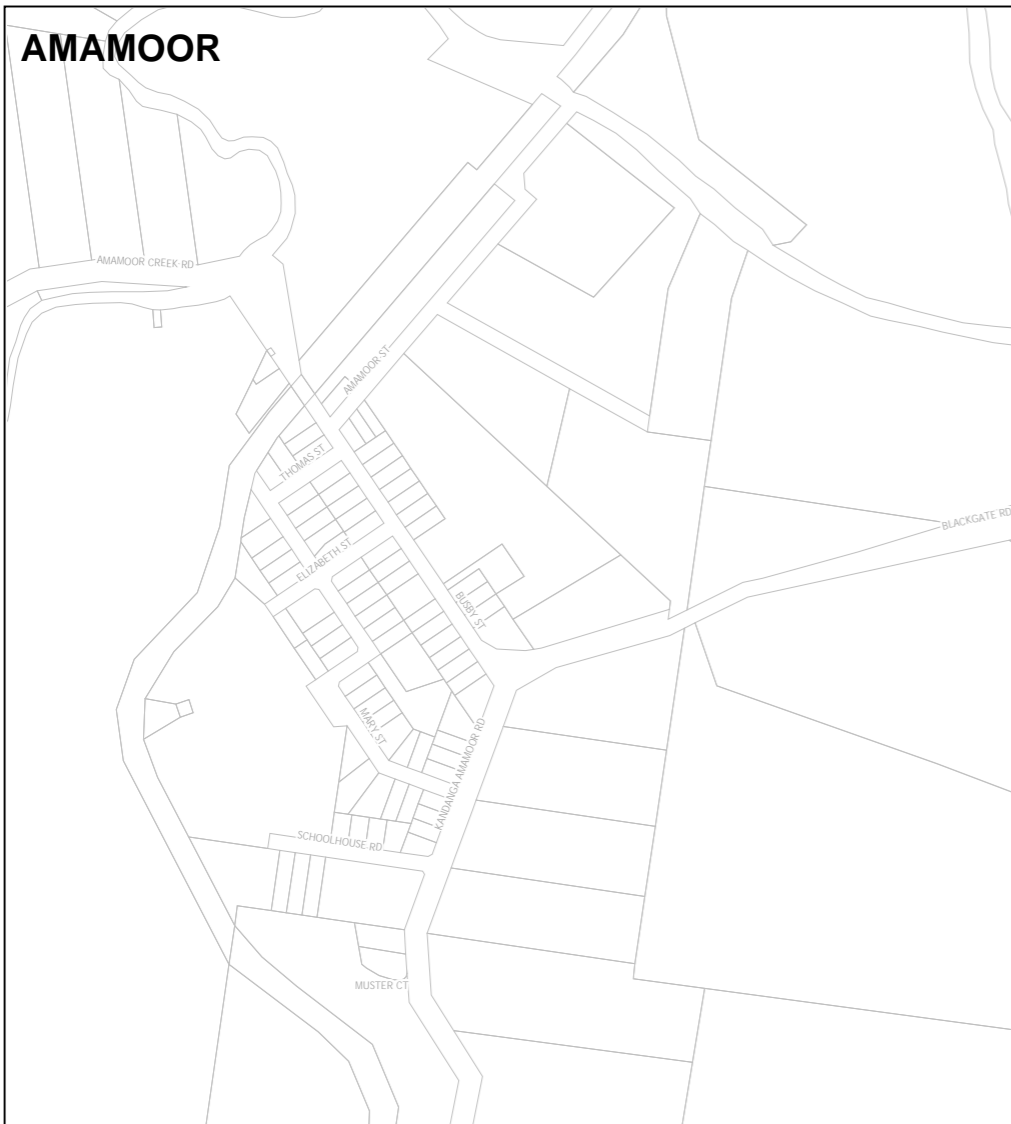 AMAMOOR
AMAMOOR CREEK RD
AMAMOOR ST
THOMAS ST
BLACKGATE RD
ELIZABETH ST
BUSBY ST
MARY ST
KANDANGA AMAMOOR RD
SCHOOLHOUSE RD
MUSTER CT